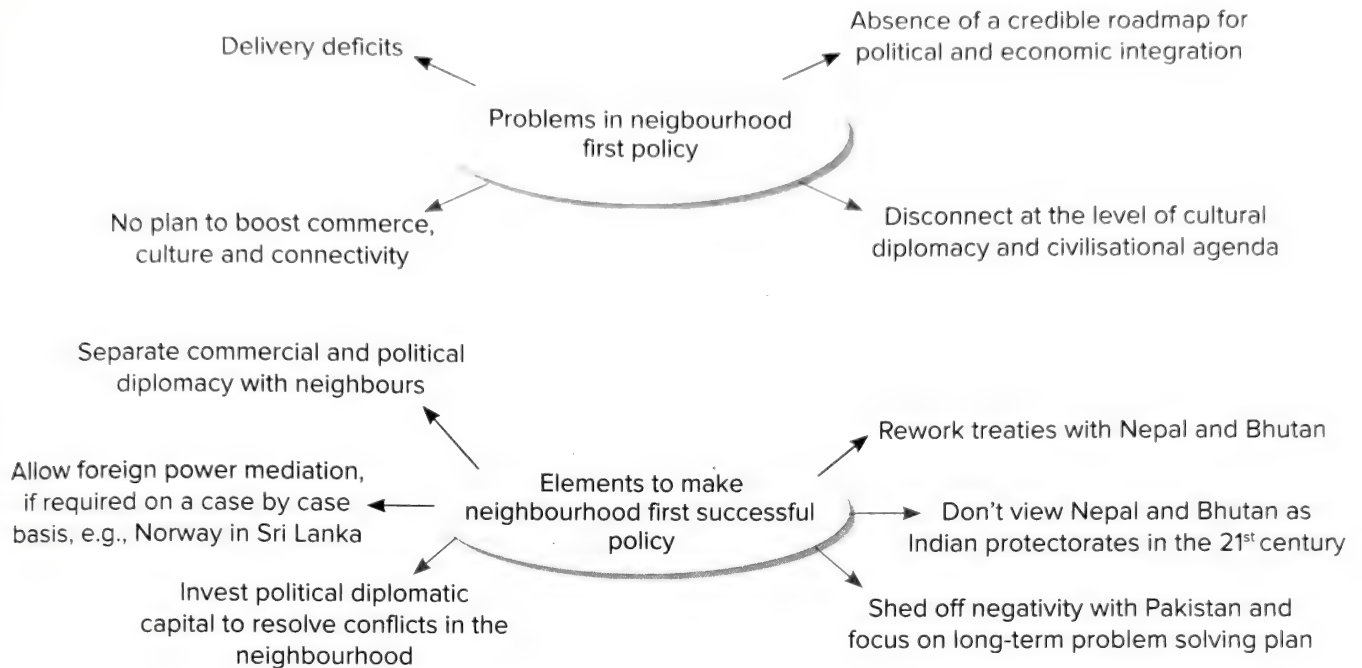 Delivery deficits
Absence of a credible roadmap for
political and economic integration
Problems in neigbourhood
first policy
No plan to boost commerce,
culture and connectivity
Disconnect at the level of cultural
diplomacy and civilisational agenda
Separate commercial and political
diplomacy with neighbours
Rework treaties with Nepal and Bhutan
Allow foreign power mediation,
if required on a case by case
basis, e.g., Norway in Sri Lanka
Elements to make
neighbourhood first successful
policy
Don't view Nepal and Bhutan as
Indian protectorates in the 21st century
Invest political diplomatic
capital to resolve conflicts in the
neighbourhood
Shed off negativity with Pakistan and
focus on long-term problem solving plan